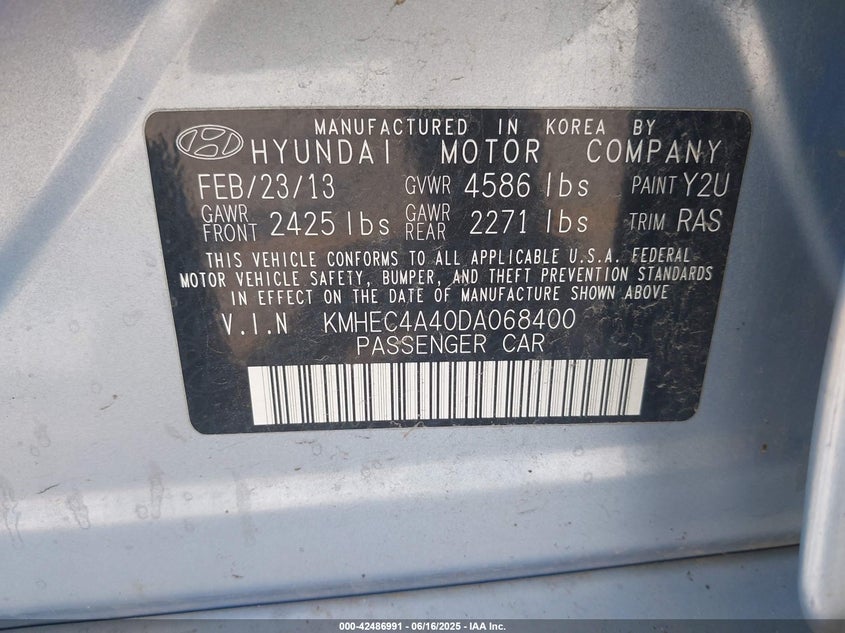 MANUFACTURED IN KOREA BY
HYUNDAI MOTOR COMPANY
FEB/23/13 GVWR 4586 lbs PAINT Y2U
GAWR FRONT 2425 lbs GAWR REAR 2271 lbs TRIM RAS
THIS VEHICLE CONFORMS TO ALL APPLICABLE U.S.A. FEDERAL
MOTOR VEHICLE SAFETY, BUMPER, AND THEFT PREVENTION STANDARDS
IN EFFECT ON THE DATE OF MANUFACTURE SHOWN ABOVE
V.I.N KMHEC4A40DA068400
PASSENGER CAR
000-42486991 - 06/16/2025 - IAA Inc.